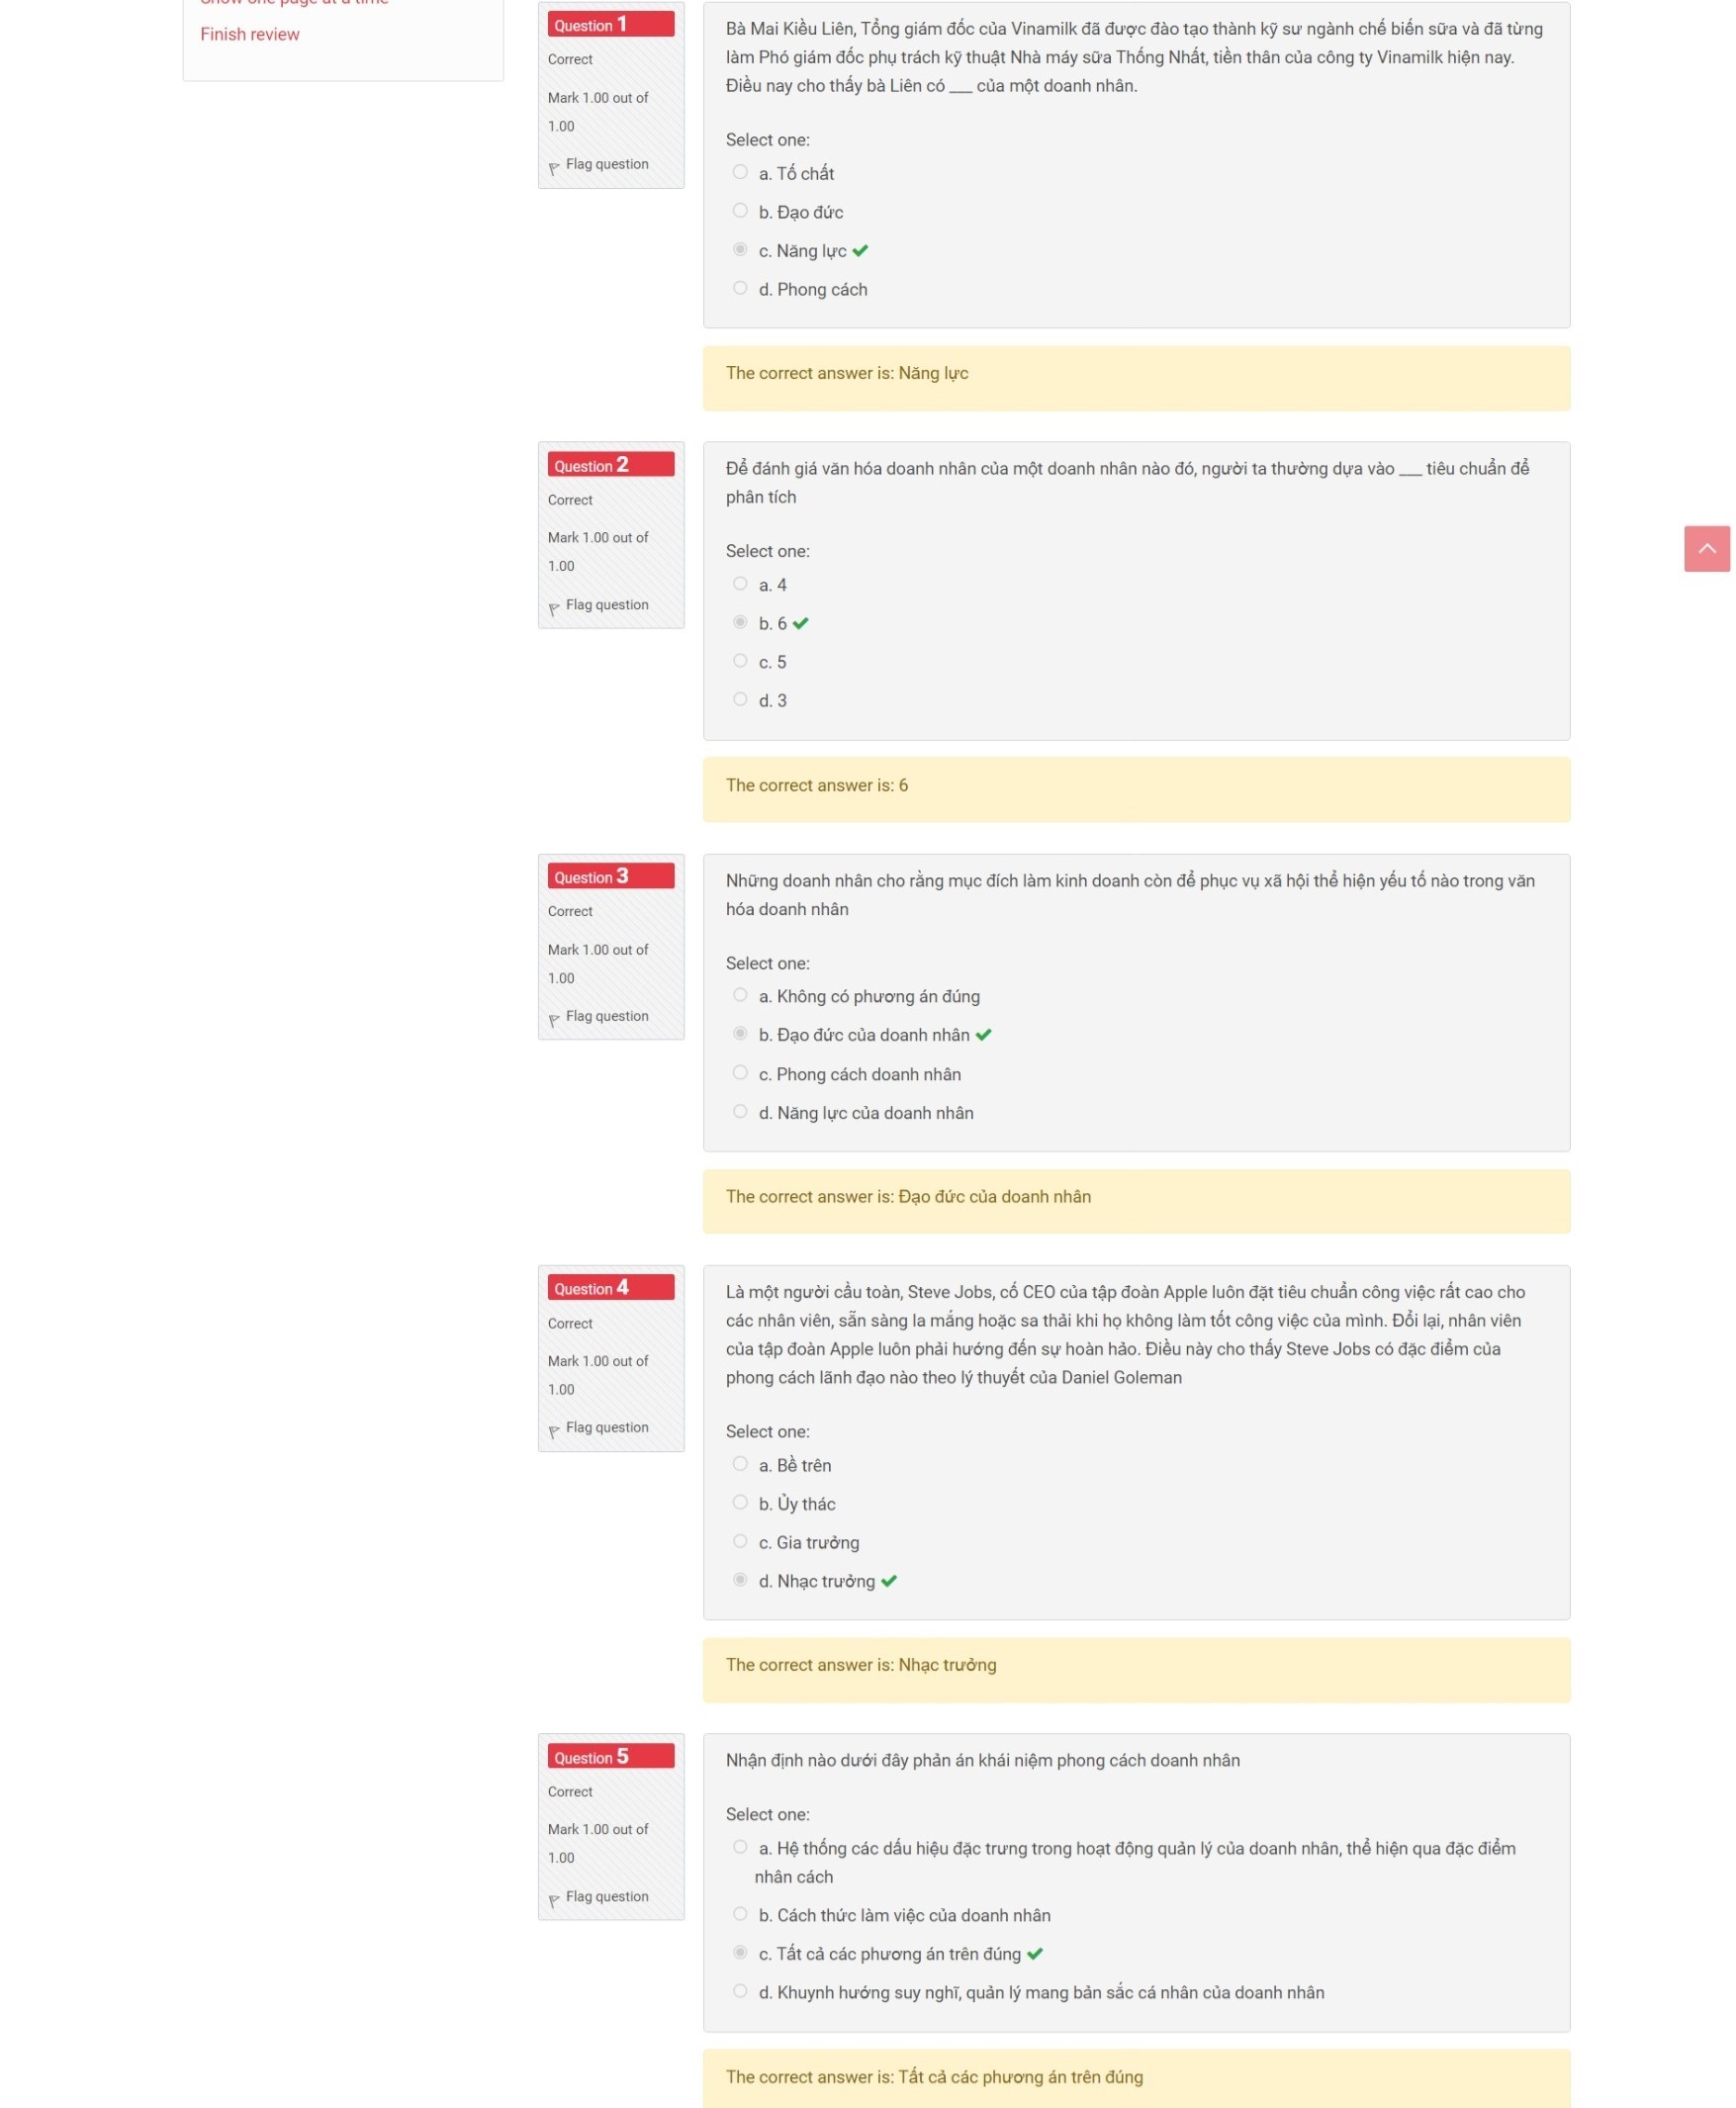 Show one page at a time
Finish review
Question 1
Correct
Mark 1.00 out of
1.00
Flag question
Bà Mai Kiều Liên, Tổng giám đốc của Vinamilk đã được đào tạo thành kỹ sư ngành chế biến sữa và đã từng
làm Phó giám đốc phụ trách kỹ thuật Nhà máy sữa Thống Nhất, tiền thân của công ty Vinamilk hiện nay.
Điều nay cho thấy bà Liên có ___ của một doanh nhân.
Select one:
a. Tố chất
b. Đạo đức
c. Năng lực
d. Phong cách
The correct answer is: Năng lực
Question 2
Correct
Mark 1.00 out of
1.00
Flag question
Để đánh giá văn hóa doanh nhân của một doanh nhân nào đó, người ta thường dựa vào ___ tiêu chuẩn để
phân tích
Select one:
a. 4
b. 6
c. 5
d. 3
The correct answer is: 6
Question 3
Correct
Mark 1.00 out of
1.00
Flag question
Những doanh nhân cho rằng mục đích làm kinh doanh còn để phục vụ xã hội thể hiện yếu tố nào trong văn
hóa doanh nhân
Select one:
a. Không có phương án đúng
b. Đạo đức của doanh nhân
c. Phong cách doanh nhân
d. Năng lực của doanh nhân
The correct answer is: Đạo đức của doanh nhân
Question 4
Correct
Mark 1.00 out of
1.00
Flag question
Là một người cầu toàn, Steve Jobs, cố CEO của tập đoàn Apple luôn đặt tiêu chuẩn công việc rất cao cho
các nhân viên, sẵn sàng la mắng hoặc sa thải khi họ không làm tốt công việc của mình. Đổi lại, nhân viên
của tập đoàn Apple luôn phải hướng đến sự hoàn hảo. Điều này cho thấy Steve Jobs có đặc điểm của
phong cách lãnh đạo nào theo lý thuyết của Daniel Goleman
Select one:
a. Bề trên
b. Ủy thác
c. Gia trưởng
d. Nhạc trưởng
The correct answer is: Nhạc trưởng
Question 5
Correct
Mark 1.00 out of
1.00
Flag question
Nhận định nào dưới đây phản án khái niệm phong cách doanh nhân
Select one:
a. Hệ thống các dấu hiệu đặc trưng trong hoạt động quản lý của doanh nhân, thể hiện qua đặc điểm
nhân cách
b. Cách thức làm việc của doanh nhân
c. Tất cả các phương án trên đúng
d. Khuynh hướng suy nghĩ, quản lý mang bản sắc cá nhân của doanh nhân
The correct answer is: Tất cả các phương án trên đúng